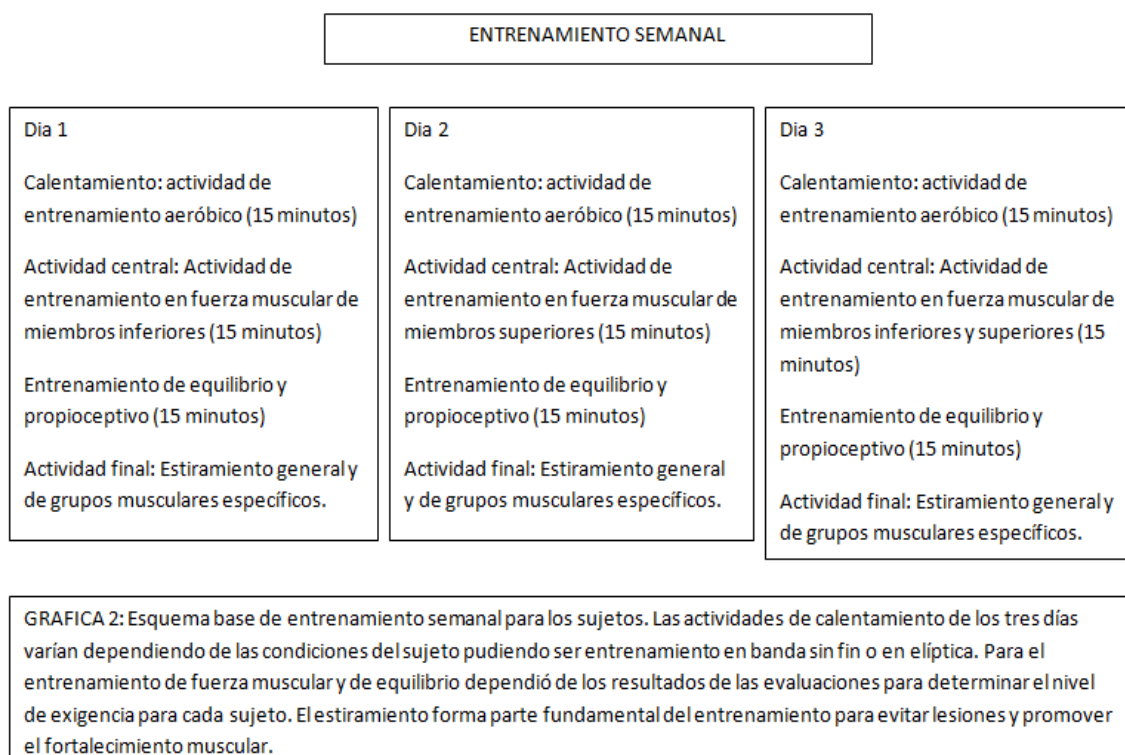 ENTRENAMIENTO SEMANAL
Dia 1
Calentamiento: actividad de
entrenamiento aeróbico (15 minutos)
Actividad central: Actividad de
entrenamiento en fuerza muscular de
miembros inferiores (15 minutos)
Entrenamiento de equilibrio y
propioceptivo (15 minutos)
Actividad final: Estiramiento general y
de grupos musculares específicos.
Dia 2
Calentamiento: actividad de
entrenamiento aeróbico (15 minutos)
Actividad central: Actividad de
entrenamiento en fuerza muscular de
miembros superiores (15 minutos)
Entrenamiento de equilibrio y
propioceptivo (15 minutos)
Actividad final: Estiramiento general
y de grupos musculares específicos.
Dia 3
Calentamiento: actividad de
entrenamiento aeróbico (15 minutos)
Actividad central: Actividad de
entrenamiento en fuerza muscular de
miembros inferiores y superiores (15
minutos)
Entrenamiento de equilibrio y
propioceptivo (15 minutos)
Actividad final: Estiramiento general y
de grupos musculares específicos.
GRAFICA 2: Esquema base de entrenamiento semanal para los sujetos. Las actividades de calentamiento de los tres días
varían dependiendo de las condiciones del sujeto pudiendo ser entrenamiento en banda sin fin o en elíptica. Para el
entrenamiento de fuerza muscular y de equilibrio dependió de los resultados de las evaluaciones para determinar el nivel
de exigencia para cada sujeto. El estiramiento forma parte fundamental del entrenamiento para evitar lesiones y promover
el fortalecimiento muscular.